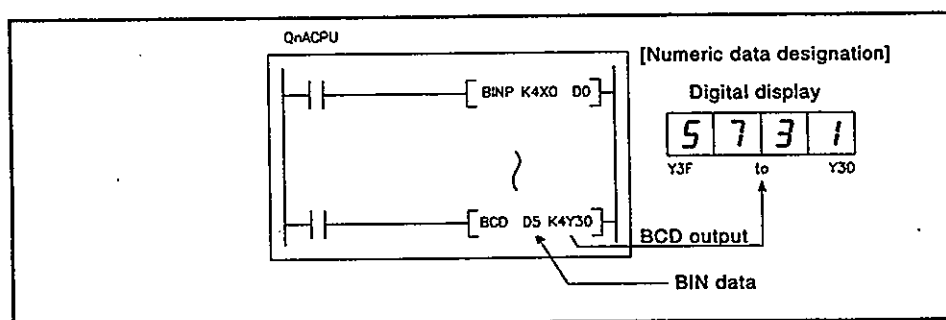 QnACPU
[Numeric data designation]
BINP K4X0 D0
Digital display
5 7 3 1
Y3F to Y30
BCD D5 K4Y30
BCD output
BIN data